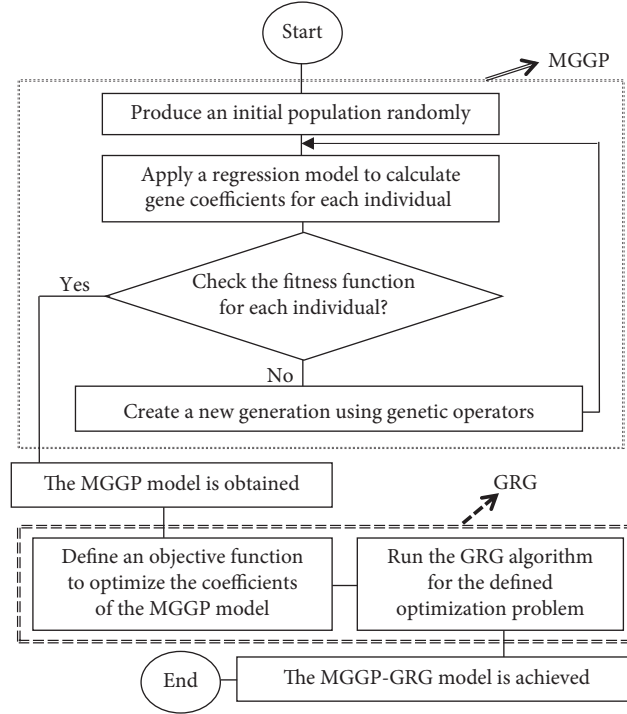 Start
MGGP
Produce an initial population randomly
Apply a regression model to calculate
gene coefficients for each individual
Yes
Check the fitness function
for each individual?
No
Create a new generation using genetic operators
The MGGP model is obtained
GRG
Define an objective function
to optimize the coefficients
of the MGGP model
Run the GRG algorithm
for the defined
optimization problem
End
The MGGP-GRG model is achieved